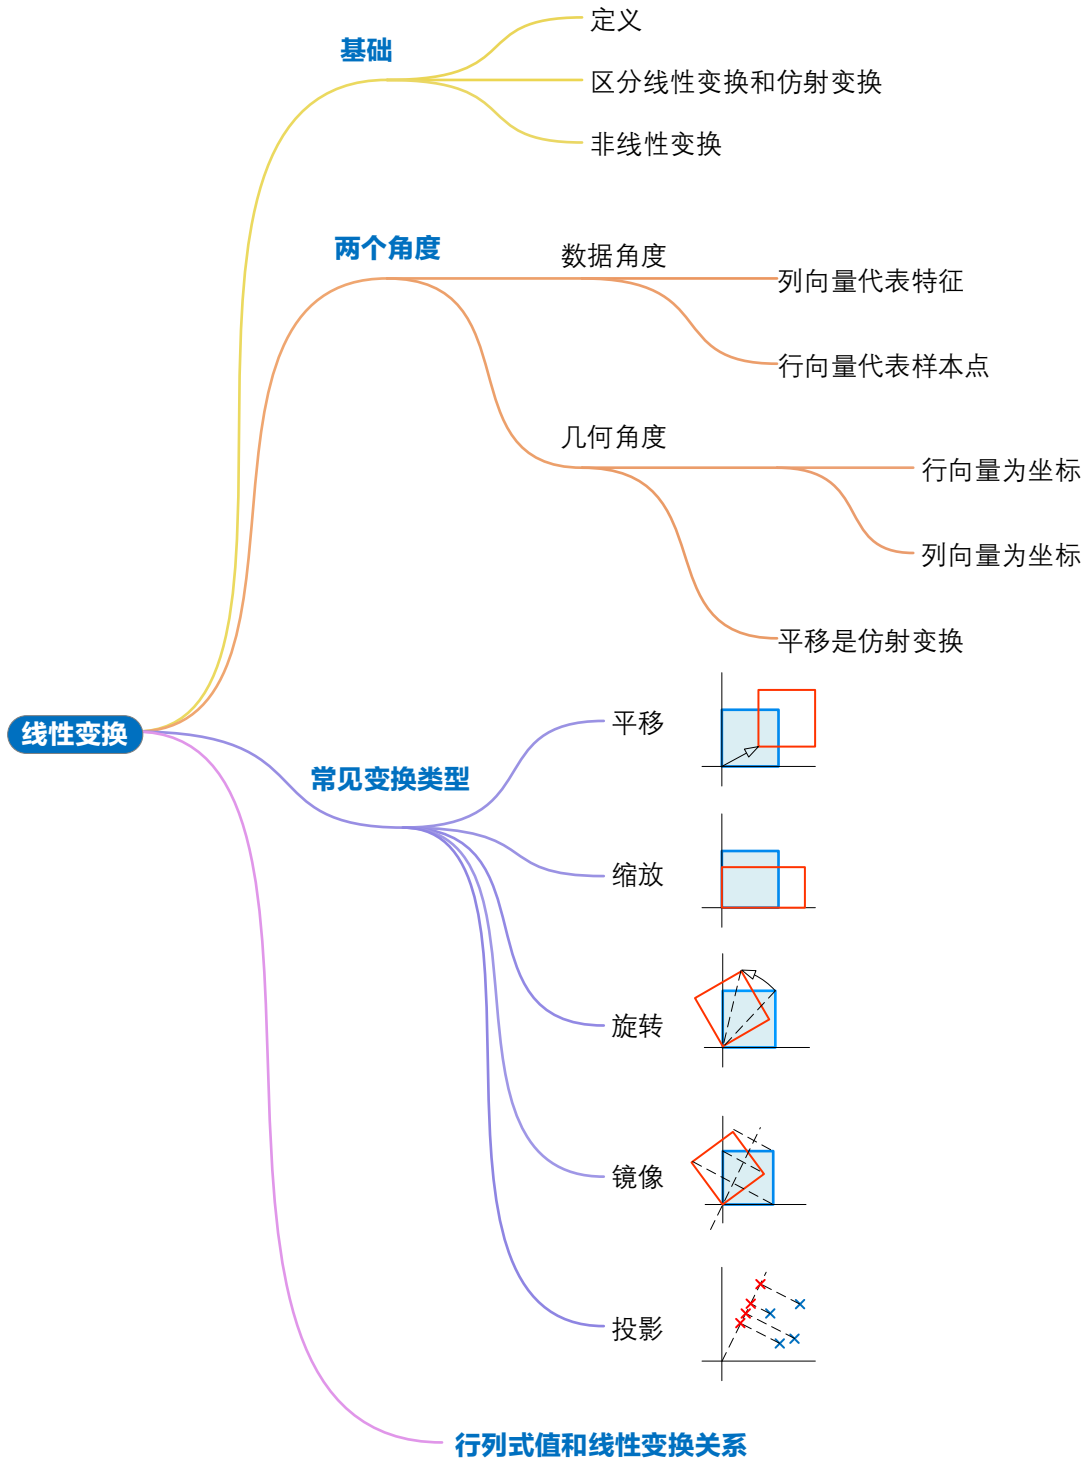 线性变换
基础
定义
区分线性变换和仿射变换
非线性变换
两个角度
数据角度
列向量代表特征
行向量代表样本点
几何角度
行向量为坐标
列向量为坐标
平移是仿射变换
常见变换类型
平移
缩放
旋转
镜像
投影
行列式值和线性变换关系